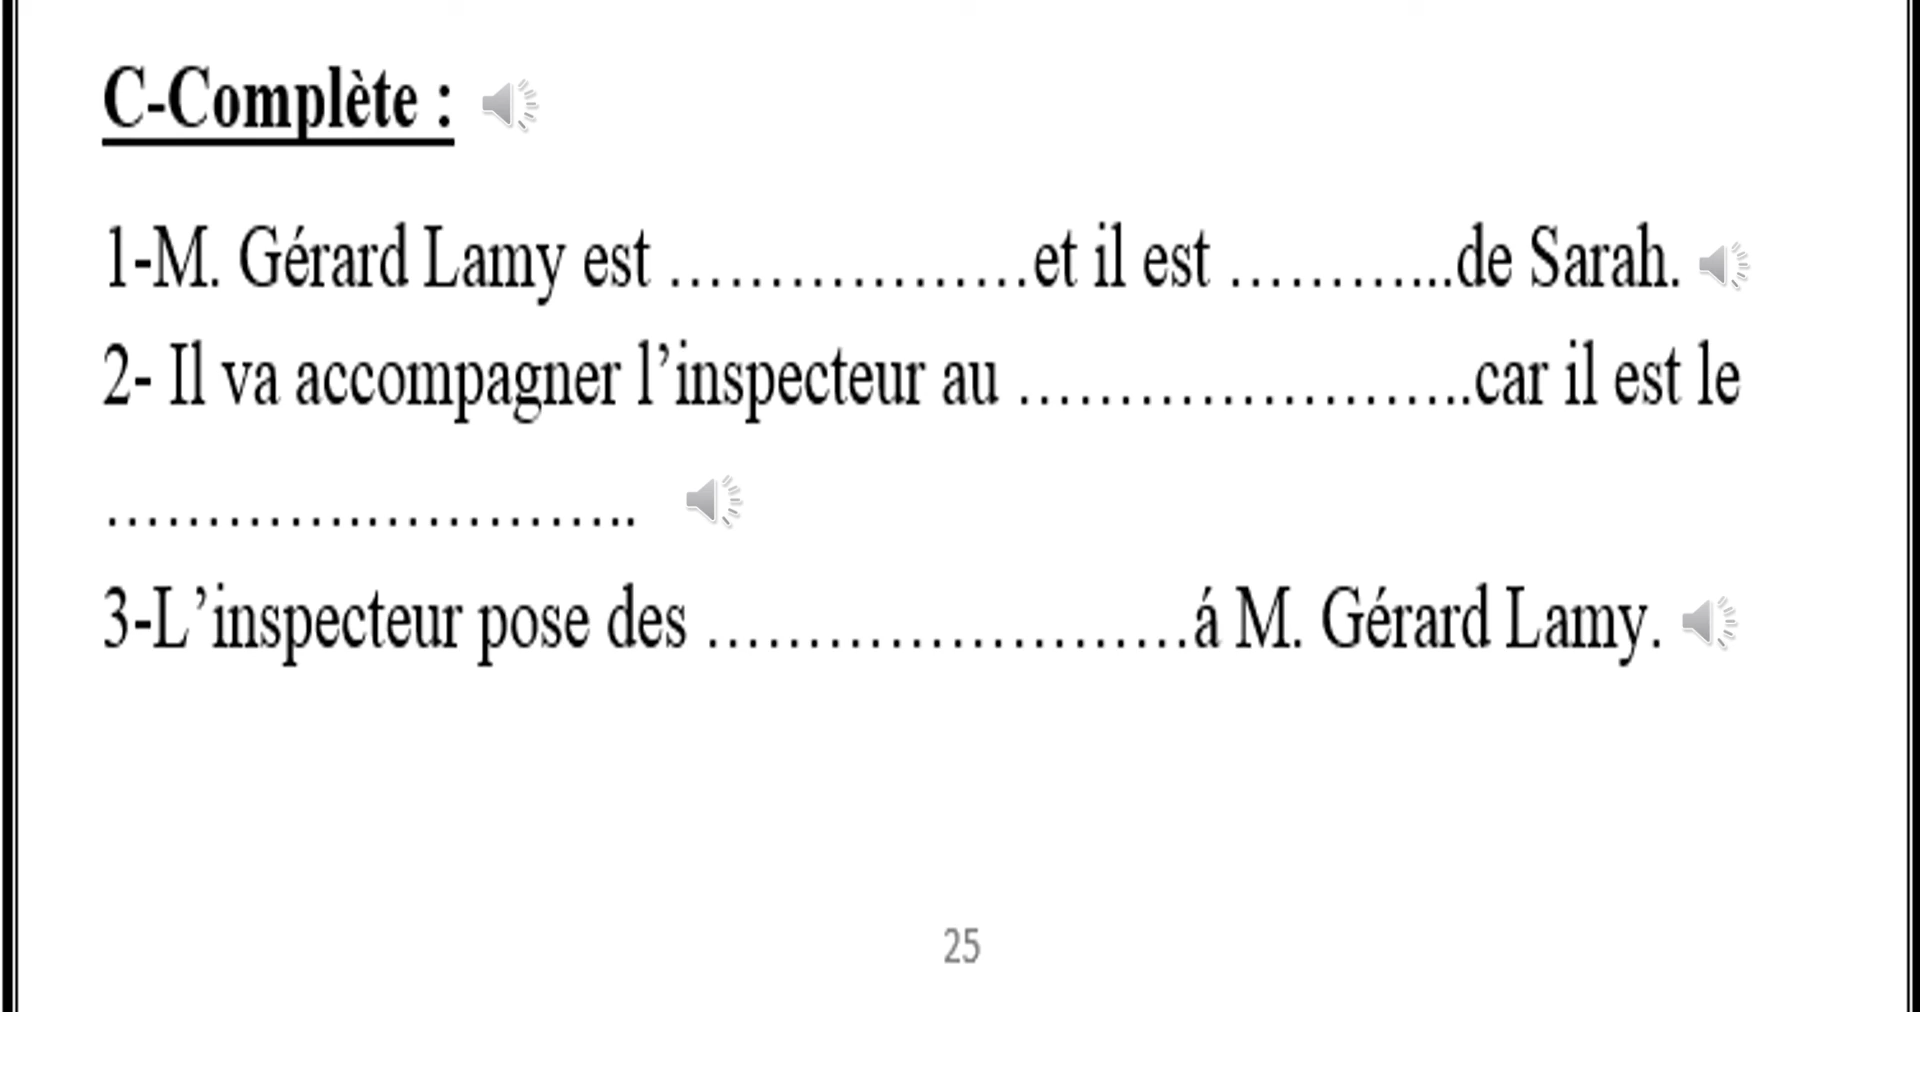 C-Complète :
1-M. Gérard Lamy est ………………et il est ………...de Sarah.
2- Il va accompagner l’inspecteur au …………………..car il est le
………….………….
3-L’inspecteur pose des ……………………á M. Gérard Lamy.
25